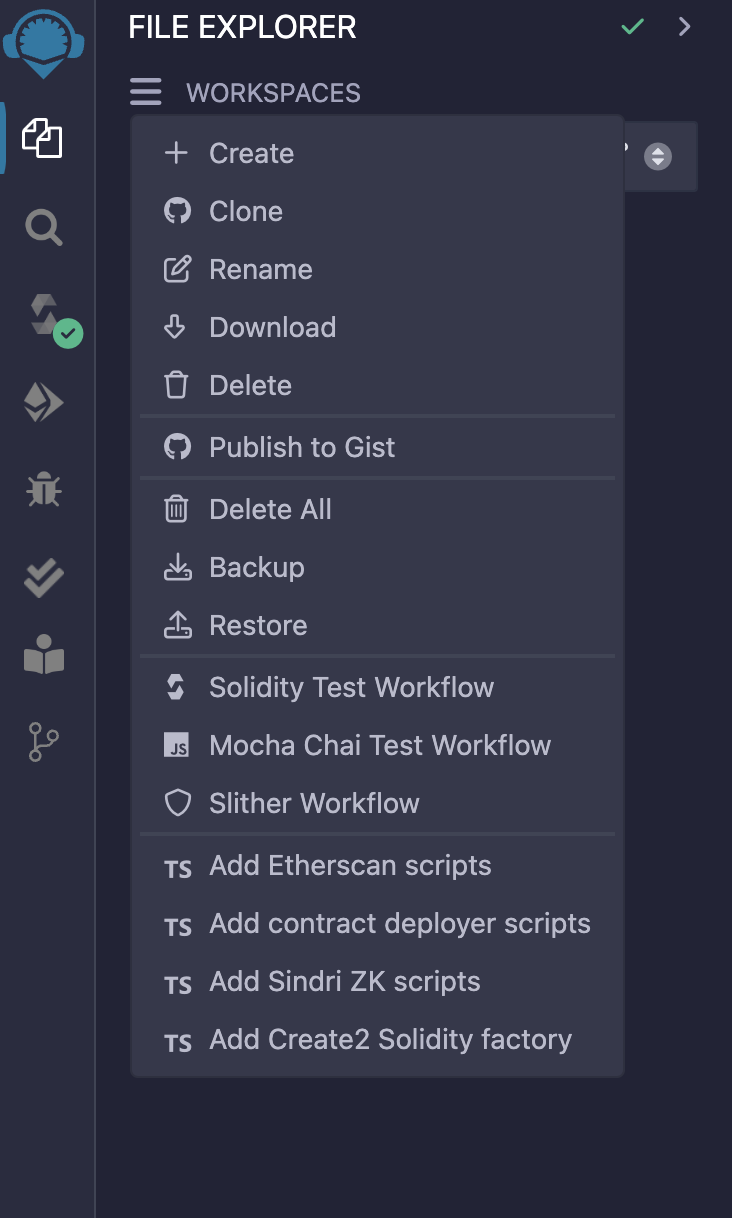 FILE EXPLORER
WORKSPACES
Create
Clone
Rename
Download
Delete
Publish to Gist
Delete All
Backup
Restore
Solidity Test Workflow
JS Mocha Chai Test Workflow
Slither Workflow
TS Add Etherscan scripts
TS Add contract deployer scripts
TS Add Sindri ZK scripts
TS Add Create2 Solidity factory